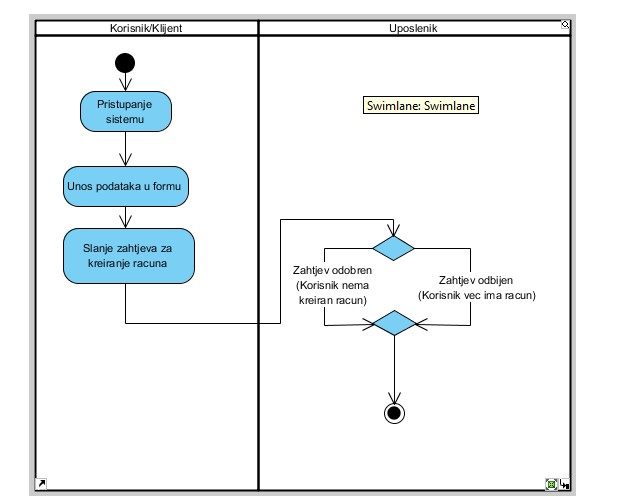 Korisnik/Klijent
Uposlenik
Pristupanje
sistemu
Swimlane: Swimlane
Unos podataka u formu
Slanje zahtjeva za
kreiranje racuna
Zahtjev odobren
(Korisnik nema
kreiran racun)
Zahtjev odbijen
(Korisnik vec ima racun)